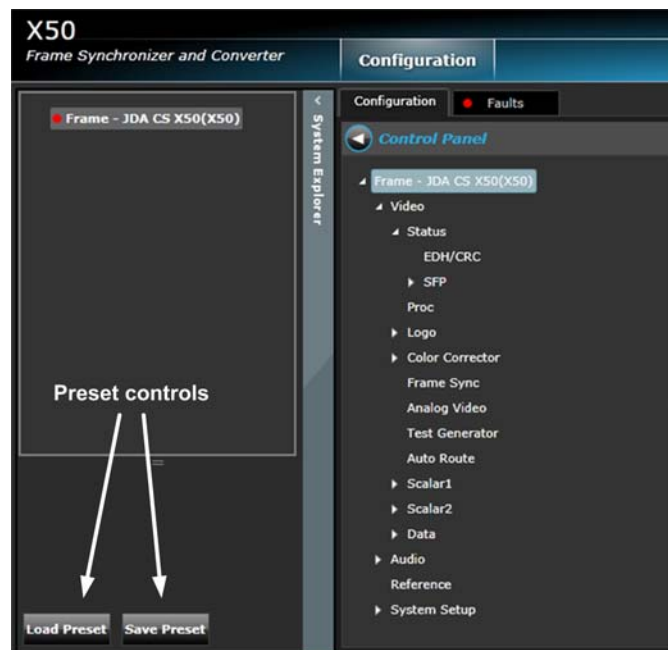 X50
Frame Synchronizer and Converter
Configuration
Frame - JDA CS X50(X50)
< System Explorer
Preset controls
Load Preset
Save Preset
Configuration
Faults
Control Panel
Frame - JDA CS X50(X50)
Video
Status
EDH/CRC
SFP
Proc
Logo
Color Corrector
Frame Sync
Analog Video
Test Generator
Auto Route
Scalar1
Scalar2
Data
Audio
Reference
System Setup